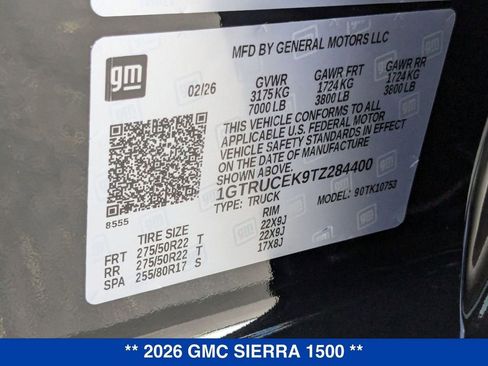 gm
MFD BY GENERAL MOTORS LLC
02/26 GVWR GAWR FRT GAWR RR
3175 KG 1724 KG 1724 KG
7000 LB 3800 LB 3800 LB
THIS VEHICLE CONFORMS TO ALL
APPLICABLE U.S. FEDERAL MOTOR
VEHICLE SAFETY STANDARDS IN EFFECT
ON THE DATE OF MANUFACTURE
SHOWN ABOVE.
1GTRUCEK9TZ284400
TYPE: TRUCK MODEL: 90TK10753
8555
TIRE SIZE RIM
FRT 275/50R22 T 22X9J
RR 275/50R22 T 22X9J
SPA 255/80R17 S 17X8J
** 2026 GMC SIERRA 1500 **